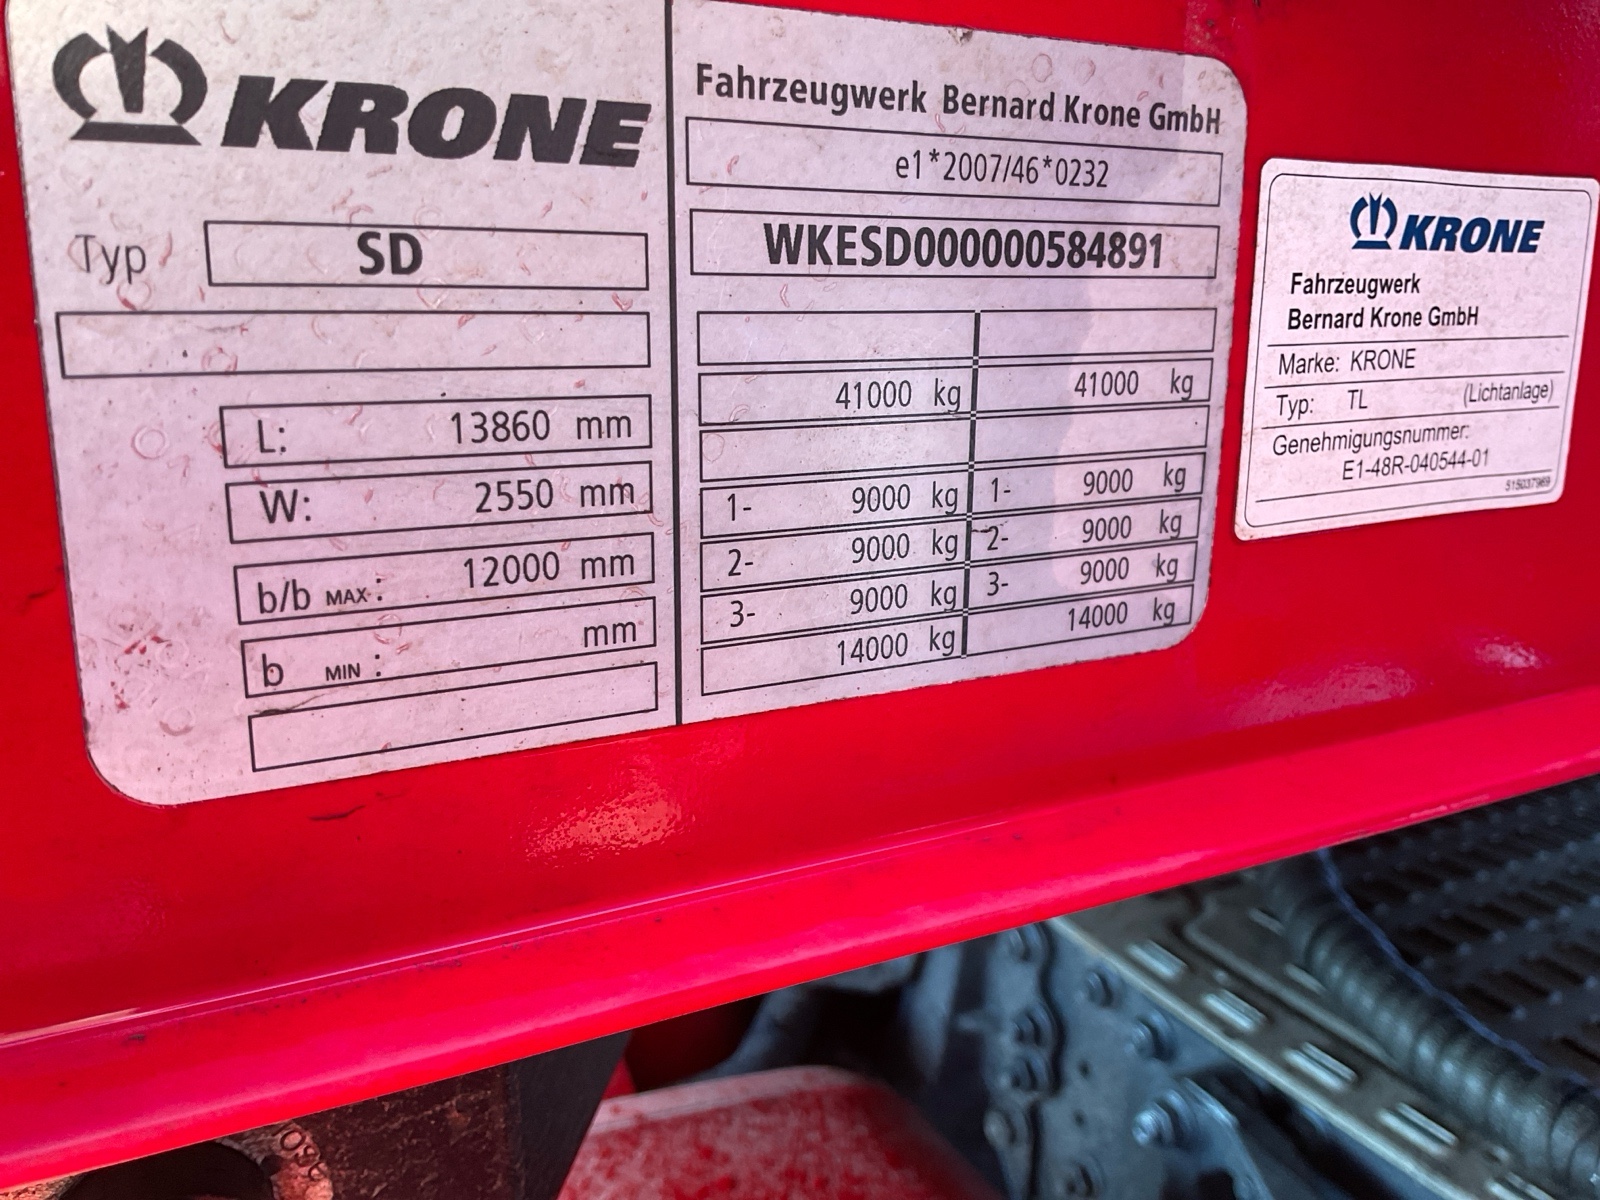 KRONE
Typ SD
L: 13860 mm
W: 2550 mm
b/b MAX: 12000 mm
b MIN: mm
Fahrzeugwerk Bernard Krone GmbH
e1*2007/46*0232
WKESD000000584891
41000 kg 41000 kg
1- 9000 kg 1- 9000 kg
2- 9000 kg 2- 9000 kg
3- 9000 kg 3- 9000 kg
14000 kg 14000 kg
KRONE
Fahrzeugwerk
Bernard Krone GmbH
Marke: KRONE
Typ: TL (Lichtanlage)
Genehmigungsnummer:
E1-48R-040544-01
515037969